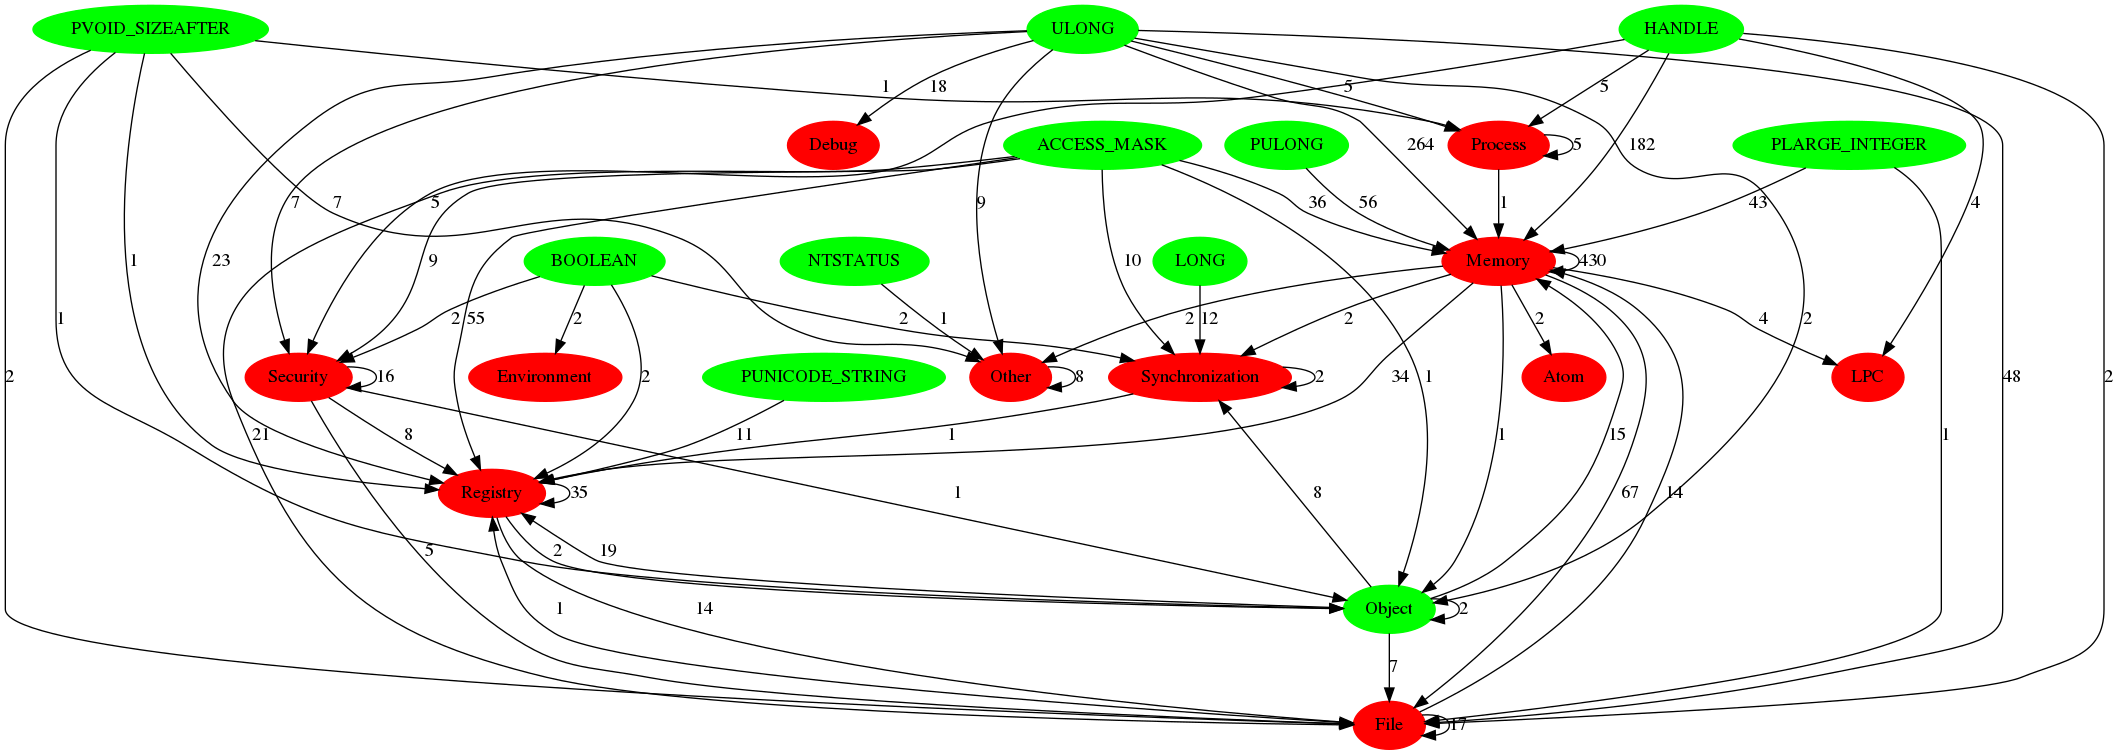 PVOID_SIZEAFTER ULONG HANDLE
1 18 5 5
Debug ACCESS_MASK PULONG 264 Process 5 182 PLARGE_INTEGER
7 7 5 9 36 56 1 43 4
1 23 9 BOOLEAN NTSTATUS 10 LONG Memory 430
2 1 55 2 2 2 1 12 2 2 2 4 2 48 2
Security 16 Environment PUNICODE_STRING Other 8 Synchronization 2 34 Atom LPC
21 8 2 11 1 1 1 15 1
Registry 35 1 8 67 14
5 2 19
1 14 Object 2
7
File 17